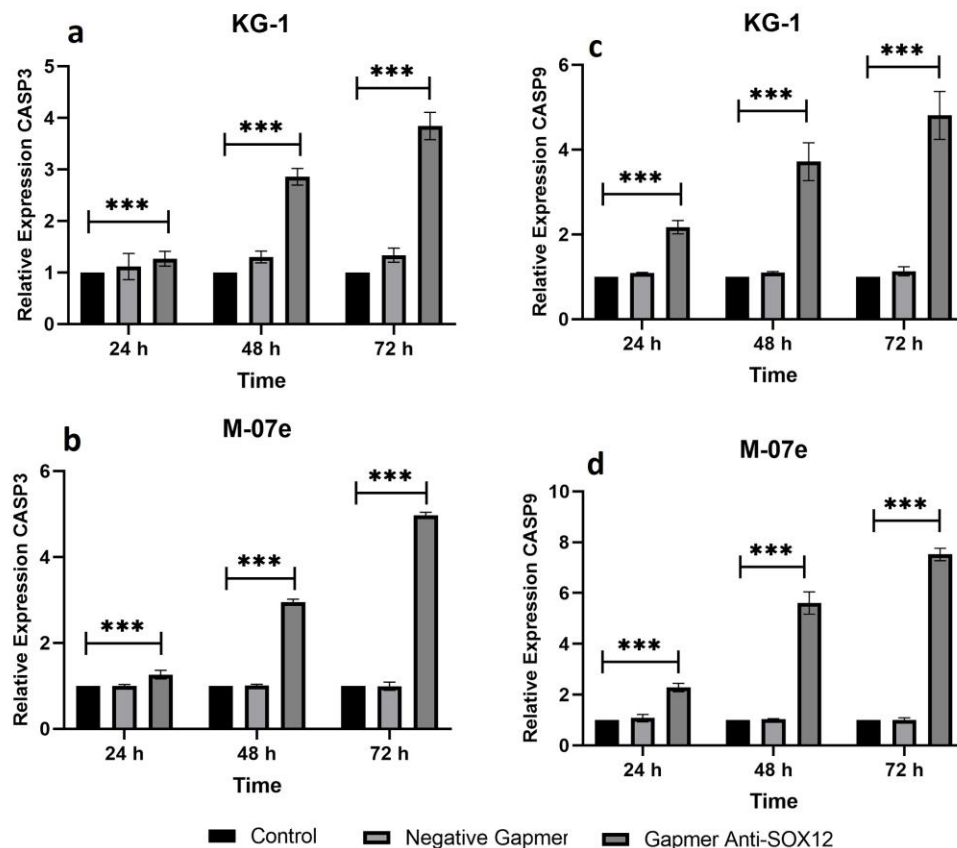 a
KG-1
Relative Expression CASP3
5
4
3
2
1
0
***
***
***
24 h
48 h
72 h
Time
c
KG-1
Relative Expression CASP9
6
4
2
0
***
***
***
24 h
48 h
72 h
Time
b
M-07e
Relative Expression CASP3
6
4
2
0
***
***
***
24 h
48 h
72 h
Time
d
M-07e
Relative Expression CASP9
10
8
6
4
2
0
***
***
***
24 h
48 h
72 h
Time
Control
Negative Gapmer
Gapmer Anti-SOX12